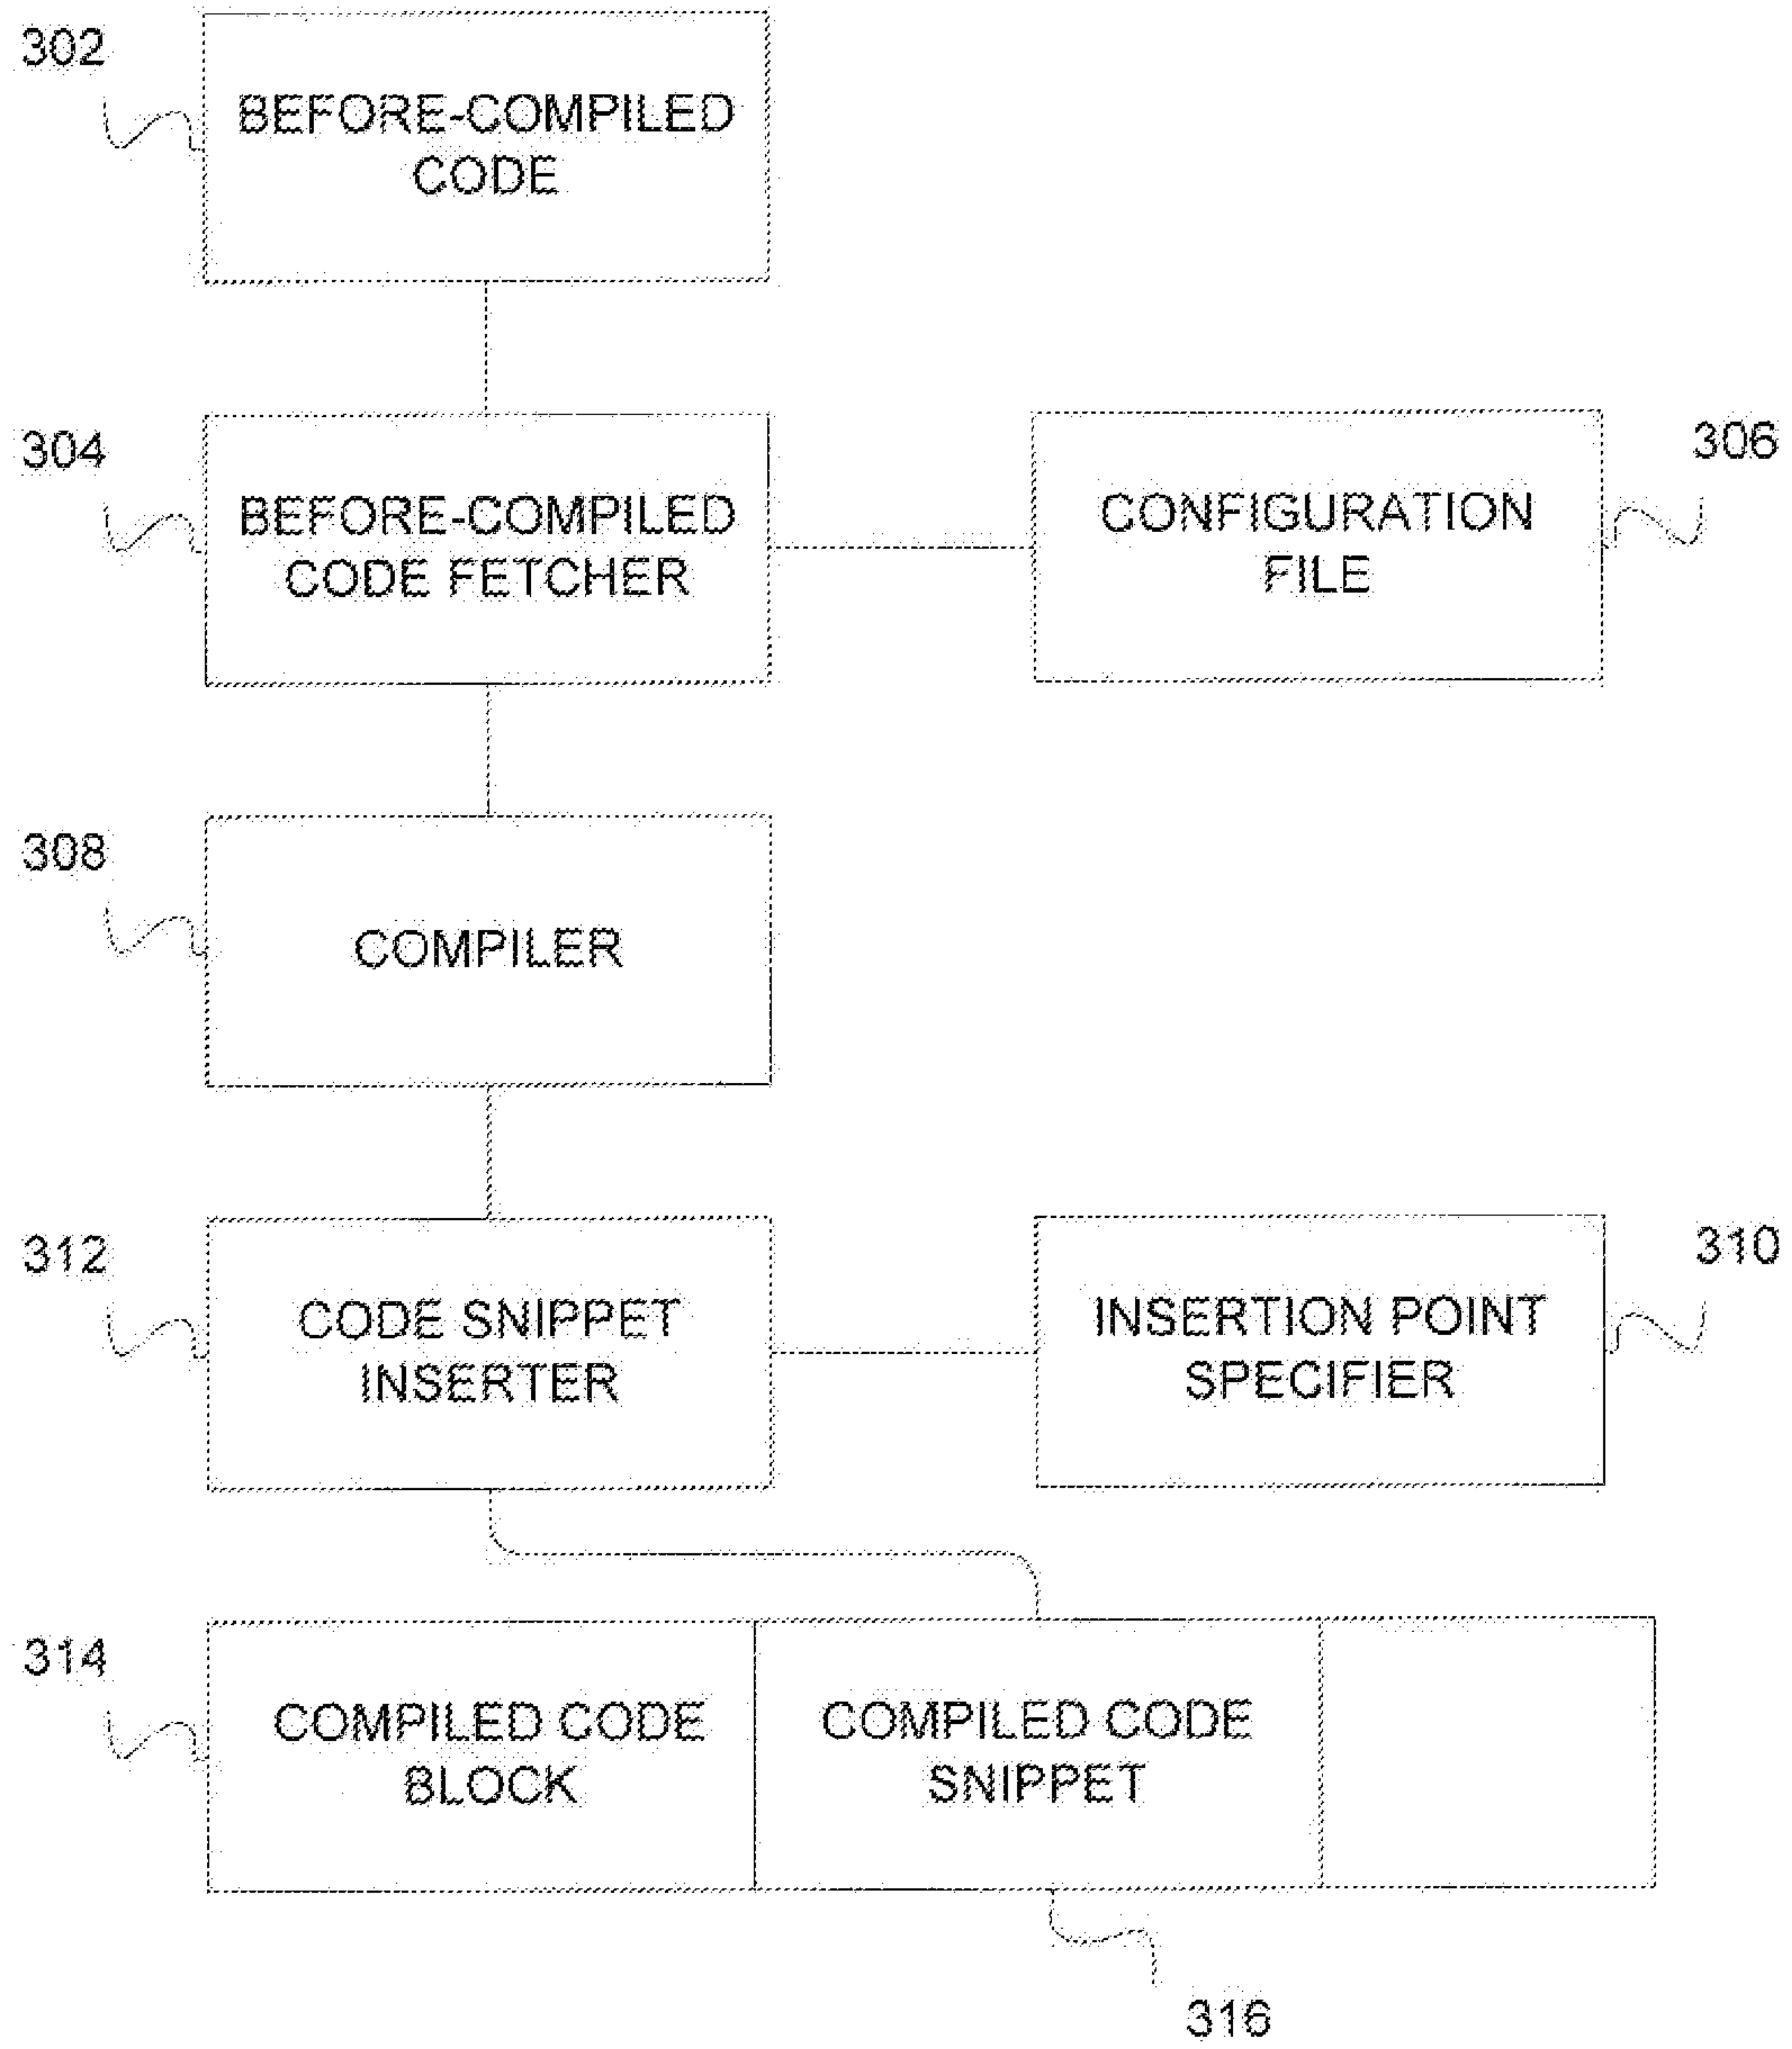 302
BEFORE-COMPILED
CODE
304
BEFORE-COMPILED
CODE FETCHER
CONFIGURATION
FILE
306
308
COMPILER
312
CODE SNIPPET
INSERTER
INSERTION POINT
SPECIFIER
310
314
COMPILED CODE
BLOCK
COMPILED CODE
SNIPPET
316